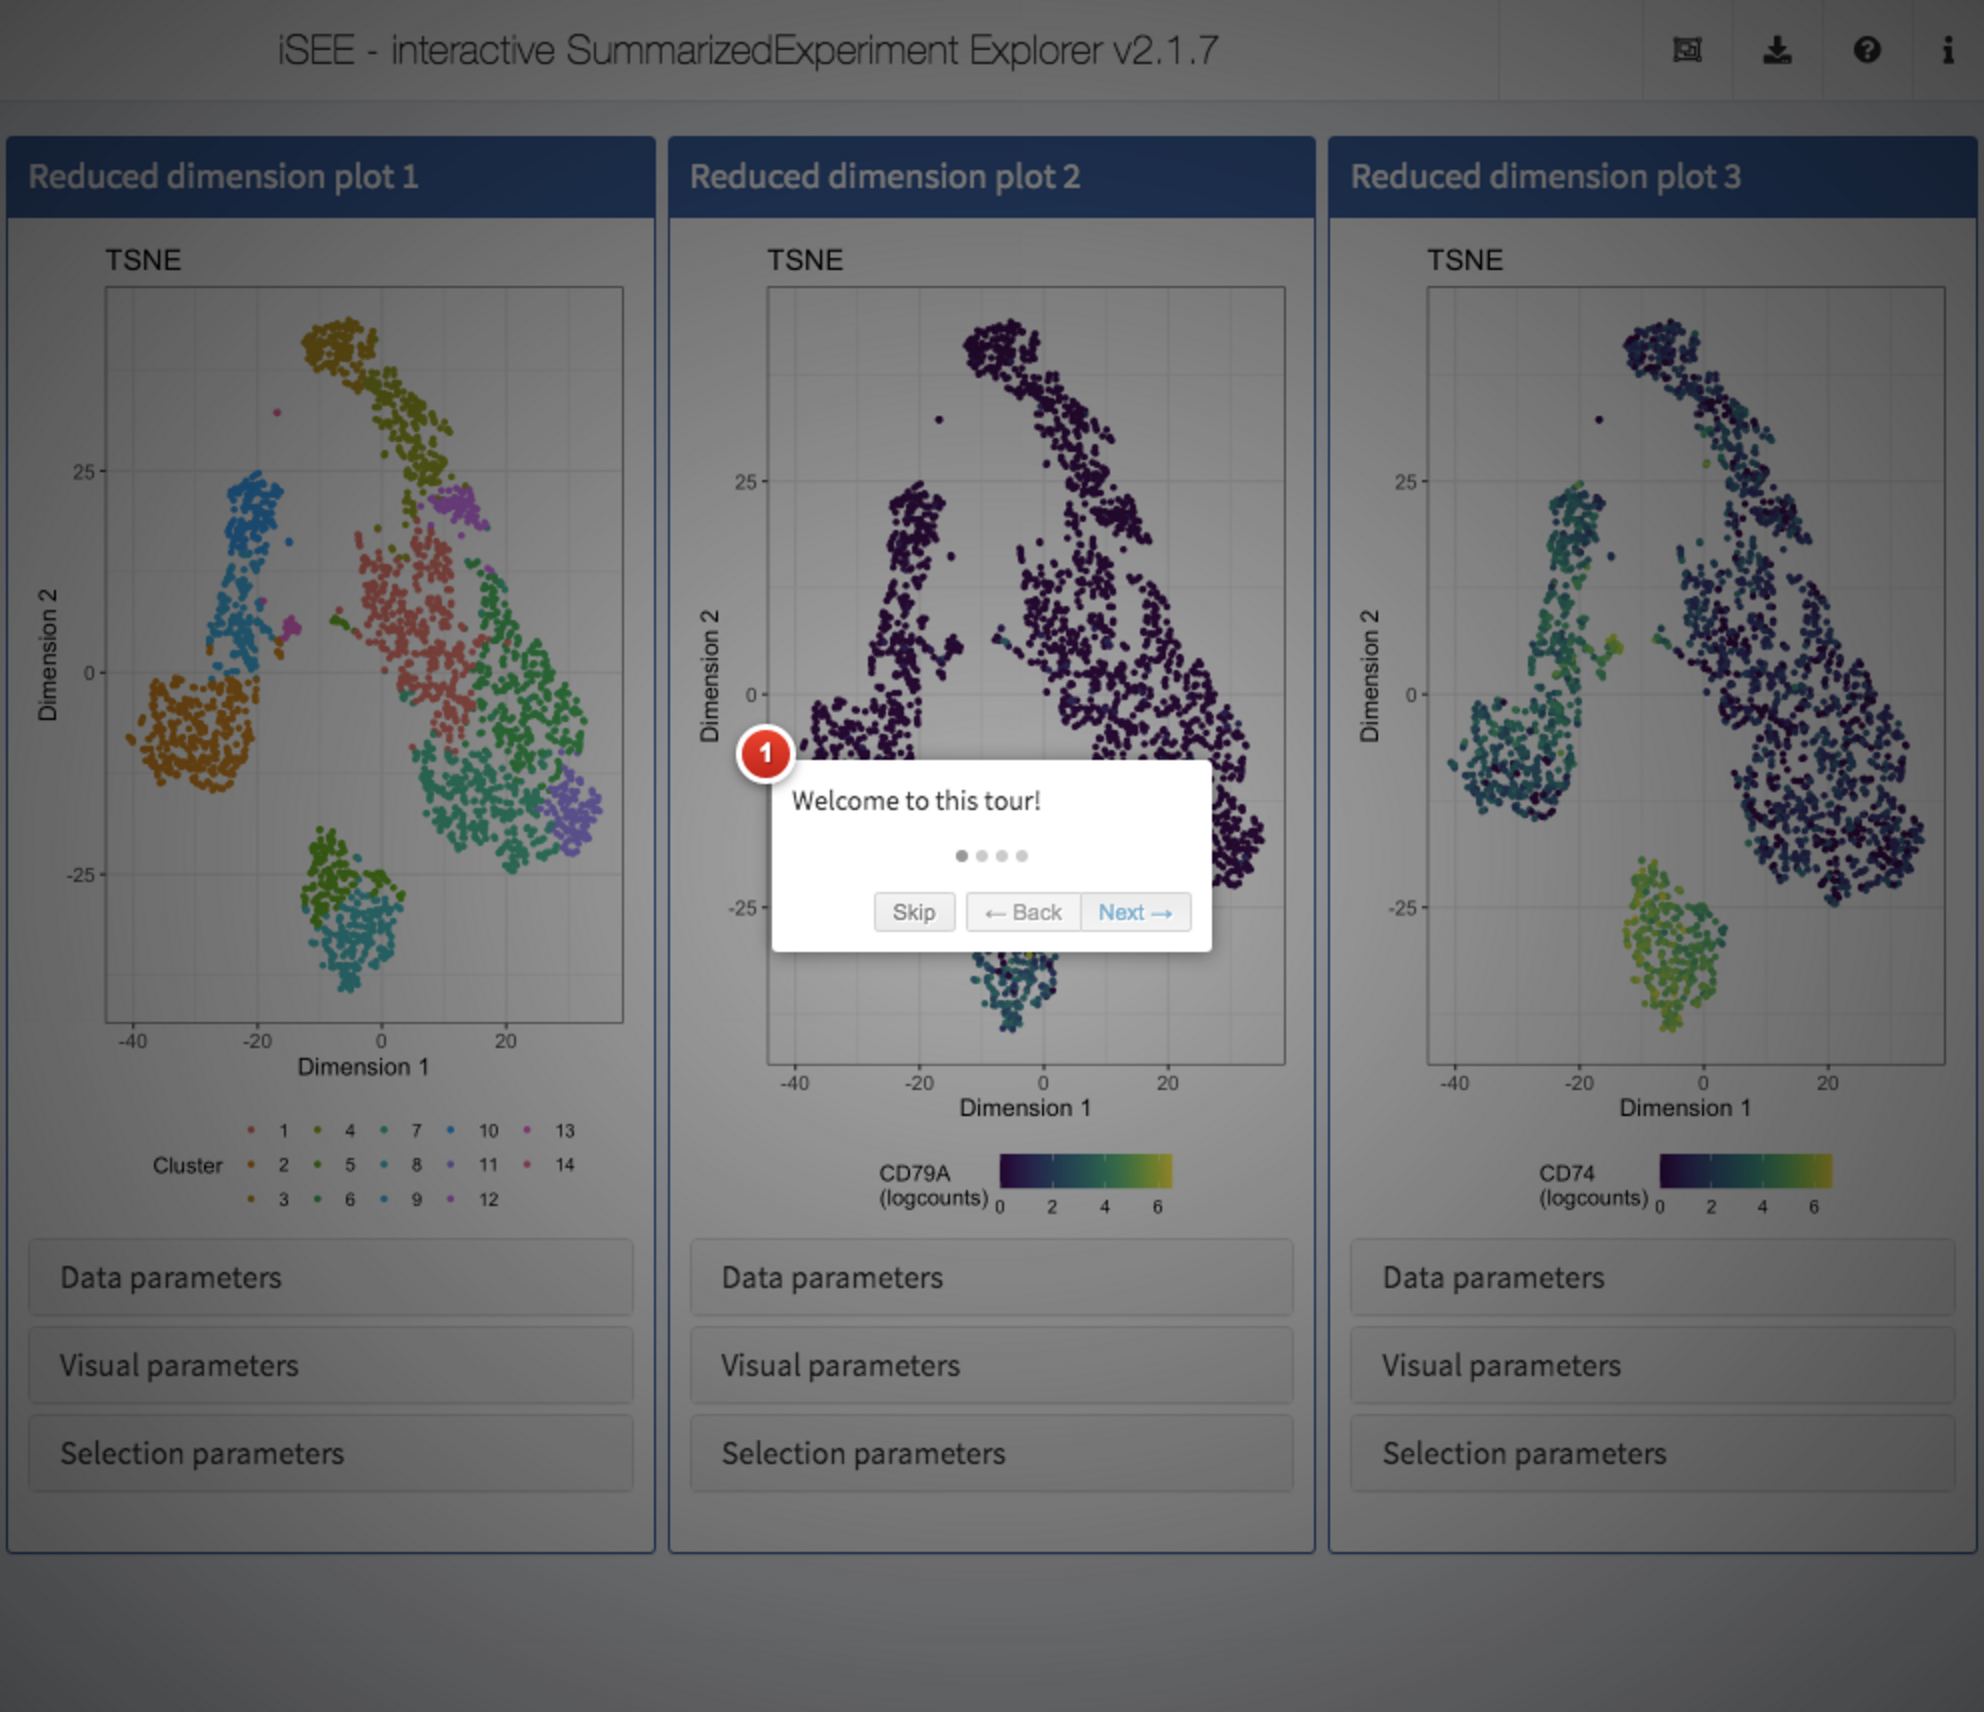 iSEE - interactive SummarizedExperiment Explorer v2.1.7
Reduced dimension plot 1
TSNE
Dimension 2
25
0
-25
-40 -20 0 20
Dimension 1
Cluster
1 4 7 10 13
2 5 8 11 14
3 6 9 12
Data parameters
Visual parameters
Selection parameters
Reduced dimension plot 2
TSNE
Dimension 2
25
0
-25
-40 -20 0 20
Dimension 1
CD79A
(logcounts)
0 2 4 6
Data parameters
Visual parameters
Selection parameters
1
Welcome to this tour!
Skip ← Back Next →
Reduced dimension plot 3
TSNE
Dimension 2
25
0
-25
-40 -20 0 20
Dimension 1
CD74
(logcounts)
0 2 4 6
Data parameters
Visual parameters
Selection parameters